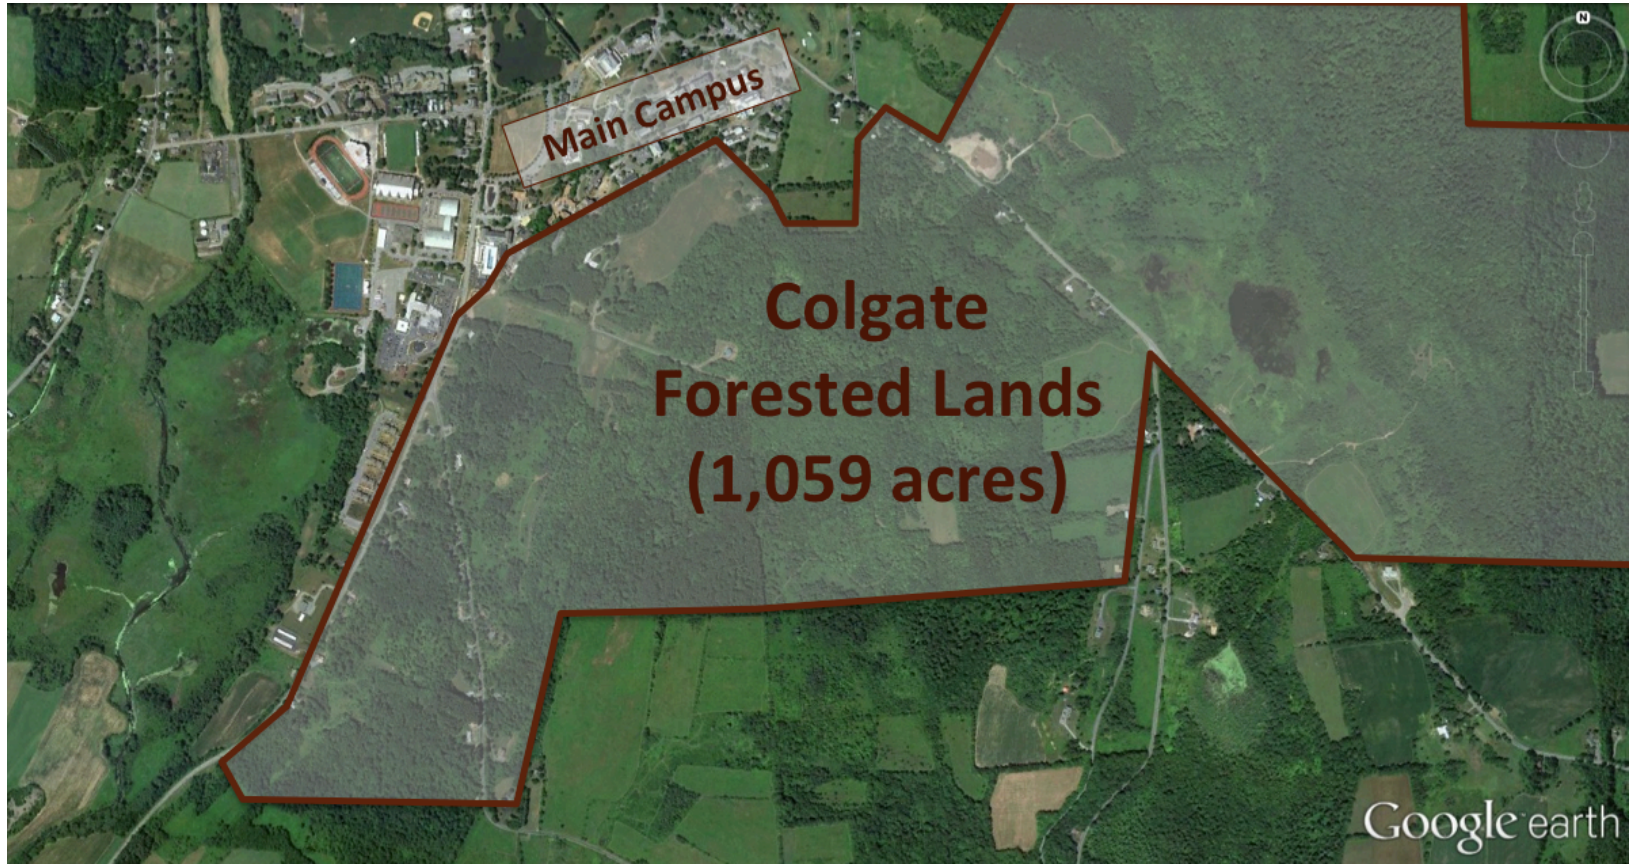 N
Main Campus
Colgate
Forested Lands
(1,059 acres)
Google earth